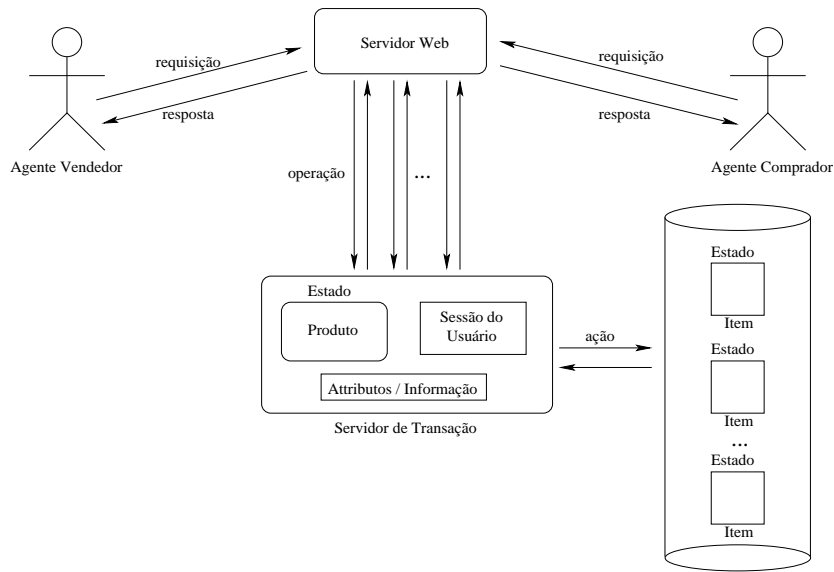 Servidor Web
requisição
resposta
Agente Vendedor
requisição
resposta
Agente Comprador
operação
...
Estado
Produto
Sessão do
Usuário
Attributos / Informação
Servidor de Transação
ação
Estado
Item
Estado
Item
...
Estado
Item